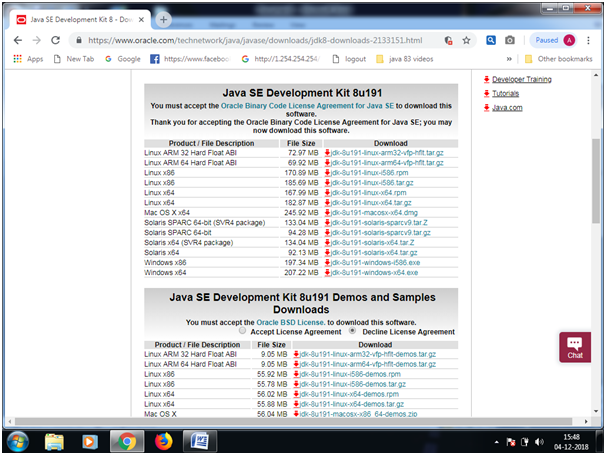 Java SE Development Kit 8 - Down
https://www.oracle.com/technetwork/java/javase/downloads/jdk8-downloads-2133151.html
Paused A
Apps Download New Tab Google https://www.facebook http://1.254.254.254 java 83 videos » Other bookmarks
Developer Training
Tutorials
Java.com
Java SE Development Kit 8u191
You must accept the Oracle Binary Code License Agreement for Java SE to download this
software.
Thank you for accepting the Oracle Binary Code License Agreement for Java SE; you may
now download this software.
Product / File Description File Size Download
Linux ARM 32 Hard Float ABI 72.97 MB jdk-8u191-linux-arm32-vfp-hflt.tar.gz
Linux ARM 64 Hard Float ABI 69.92 MB jdk-8u191-linux-arm64-vfp-hflt.tar.gz
Linux x86 170.89 MB jdk-8u191-linux-i586.rpm
Linux x86 185.69 MB jdk-8u191-linux-i586.tar.gz
Linux x64 167.99 MB jdk-8u191-linux-x64.rpm
Linux x64 182.87 MB jdk-8u191-linux-x64.tar.gz
Mac OS X x64 245.92 MB jdk-8u191-macosx-x64.dmg
Solaris SPARC 64-bit (SVR4 package) 133.04 MB jdk-8u191-solaris-sparcv9.tar.Z
Solaris SPARC 64-bit 94.28 MB jdk-8u191-solaris-sparcv9.tar.gz
Solaris x64 (SVR4 package) 134.04 MB jdk-8u191-solaris-x64.tar.Z
Solaris x64 92.13 MB jdk-8u191-solaris-x64.tar.gz
Windows x86 197.34 MB jdk-8u191-windows-i586.exe
Windows x64 207.22 MB jdk-8u191-windows-x64.exe
Java SE Development Kit 8u191 Demos and Samples
Downloads
You must accept the Oracle BSD License. to download this software.
Accept License Agreement Decline License Agreement
Product / File Description File Size Download
Linux ARM 32 Hard Float ABI 9.05 MB jdk-8u191-linux-arm32-vfp-hflt-demos.tar.gz
Linux ARM 64 Hard Float ABI 9.05 MB jdk-8u191-linux-arm64-vfp-hflt-demos.tar.gz
Linux x86 55.92 MB jdk-8u191-linux-i586-demos.rpm
Linux x86 55.78 MB jdk-8u191-linux-i586-demos.tar.gz
Linux x64 56.02 MB jdk-8u191-linux-x64-demos.rpm
Linux x64 55.88 MB jdk-8u191-linux-x64-demos.tar.gz
Mac OS X 56.04 MB jdk-8u191-macosx-x86_64-demos.zip
Chat
15:48
04-12-2018